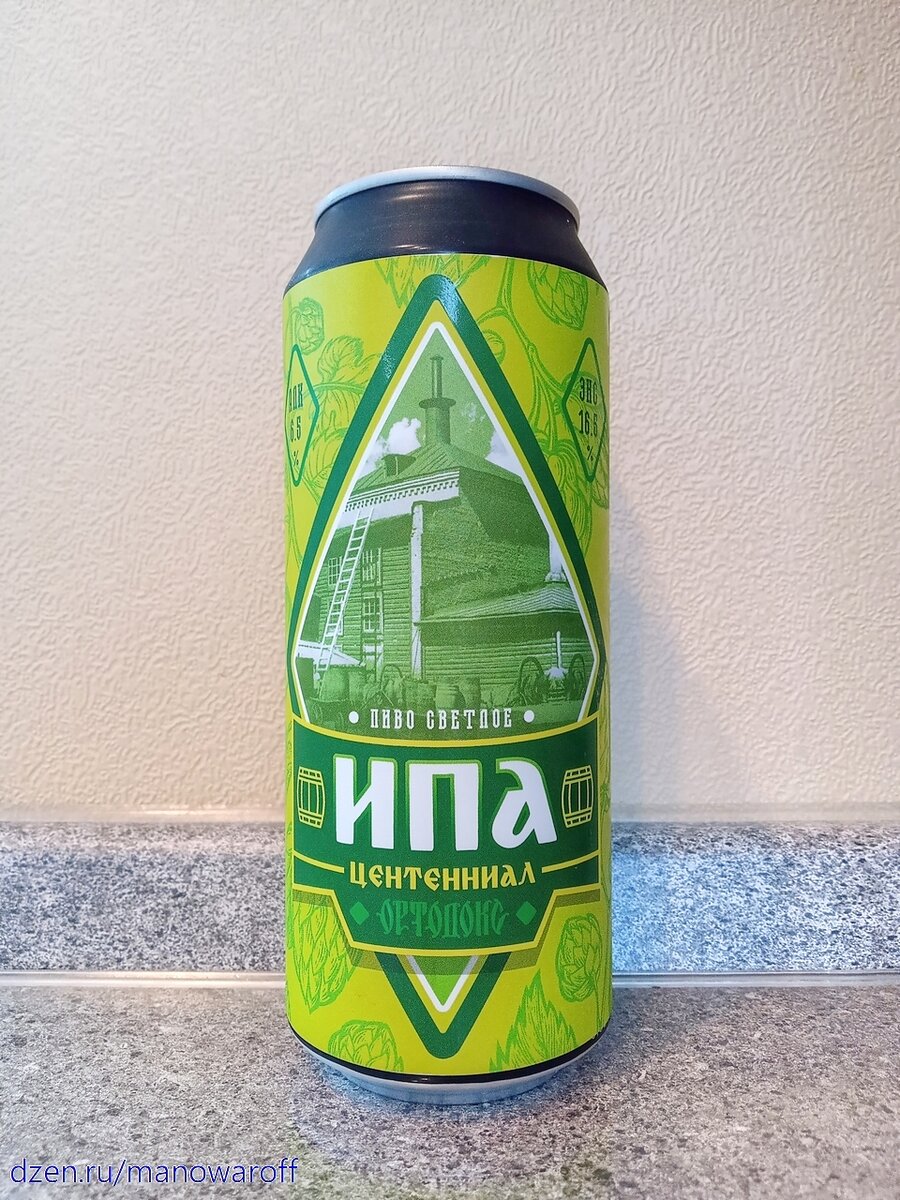 АЛК
6.5
%
ЭНС
16.5
%
• ПИВО СВЕТЛОЕ •
ИПА
ЦЕНТЕННИАЛ
ОРТОДОКС
dzen.ru/manowaroff